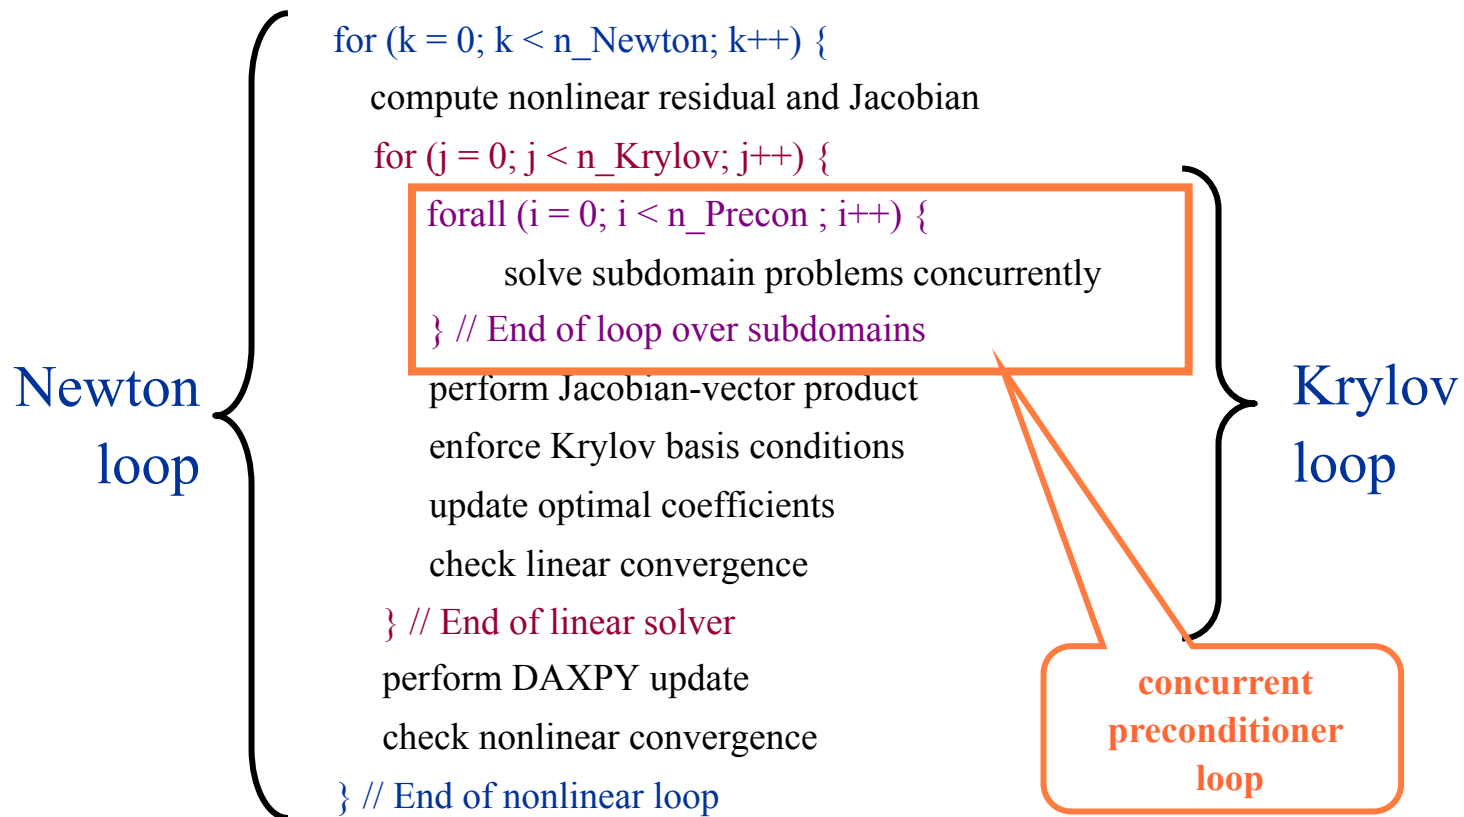 for (k = 0; k < n_Newton; k++) {
compute nonlinear residual and Jacobian
for (j = 0; j < n_Krylov; j++) {
forall (i = 0; i < n_Precon ; i++) {
solve subdomain problems concurrently
} // End of loop over subdomains
perform Jacobian-vector product
enforce Krylov basis conditions
update optimal coefficients
check linear convergence
} // End of linear solver
perform DAXPY update
check nonlinear convergence
} // End of nonlinear loop
Newton
loop
Krylov
loop
concurrent
preconditioner
loop